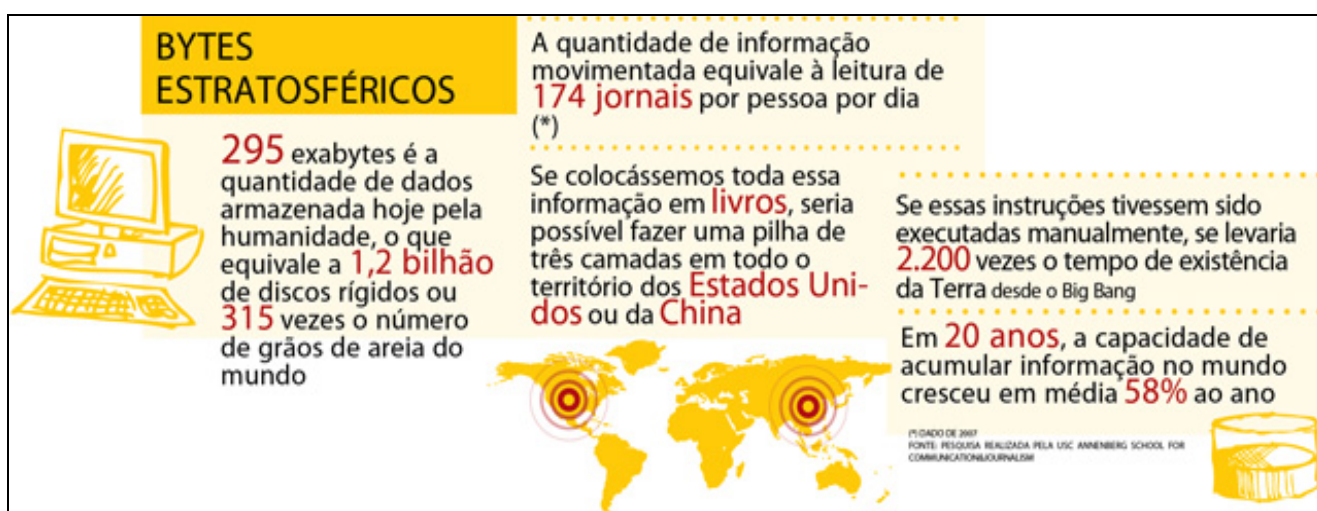 BYTES
ESTRATOSFÉRICOS
295 exabytes é a
quantidade de dados
armazenada hoje pela
humanidade, o que
equivale a 1,2 bilhão
de discos rígidos ou
315 vezes o número
de grãos de areia do
mundo
A quantidade de informação
movimentada equivale à leitura de
174 jornais por pessoa por dia
(*)
Se colocássemos toda essa
informação em livros, seria
possível fazer uma pilha de
três camadas em todo o
território dos Estados Uni-
dos ou da China
Se essas instruções tivessem sido
executadas manualmente, se levaria
2.200 vezes o tempo de existência
da Terra desde o Big Bang
Em 20 anos, a capacidade de
acumular informação no mundo
cresceu em média 58% ao ano
(*) DADO DE 2007
FONTE: PESQUISA REALIZADA PELA USC ANNENBERG SCHOOL FOR
COMMUNICATION&JOURNALISM